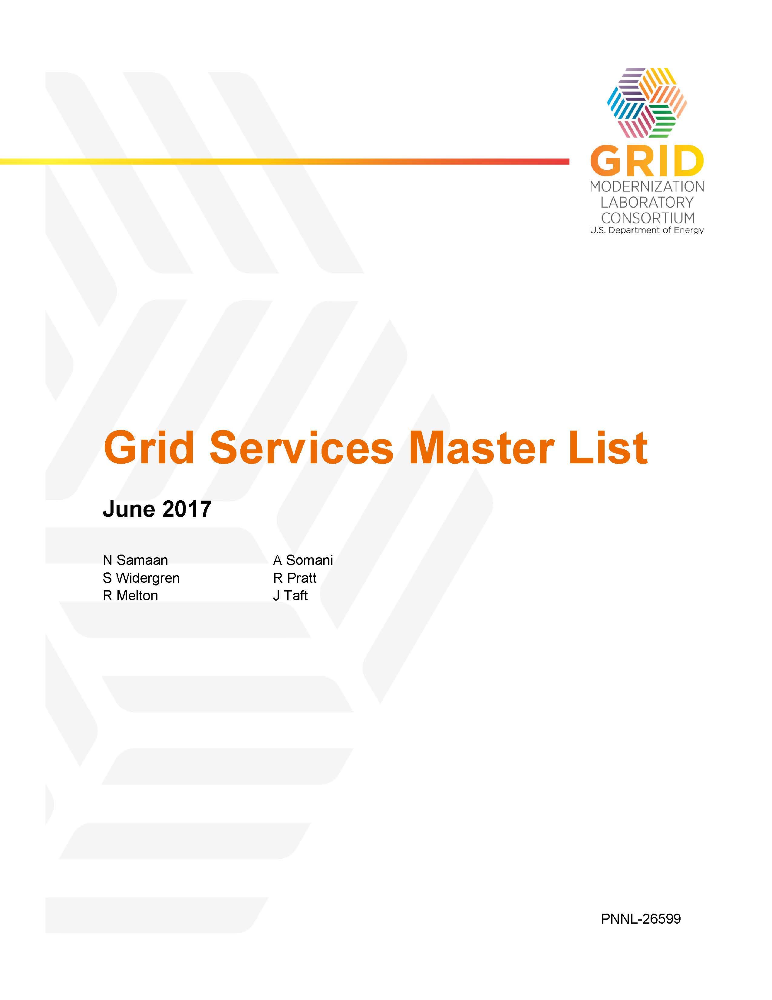 GRID
MODERNIZATION
LABORATORY
CONSORTIUM
U.S. Department of Energy
Grid Services Master List
June 2017
N Samaan
S Widergren
R Melton
A Somani
R Pratt
J Taft
PNNL-26599